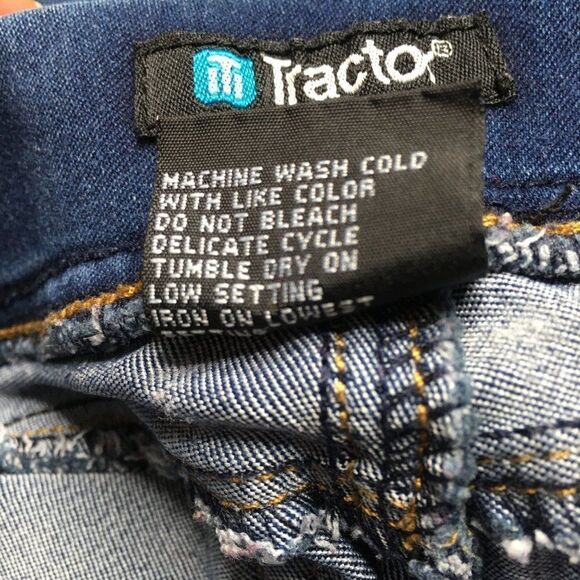 Tractor®
MACHINE WASH COLD
WITH LIKE COLOR
DO NOT BLEACH
DELICATE CYCLE
TUMBLE DRY ON
LOW SETTING
IRON ON LOWEST